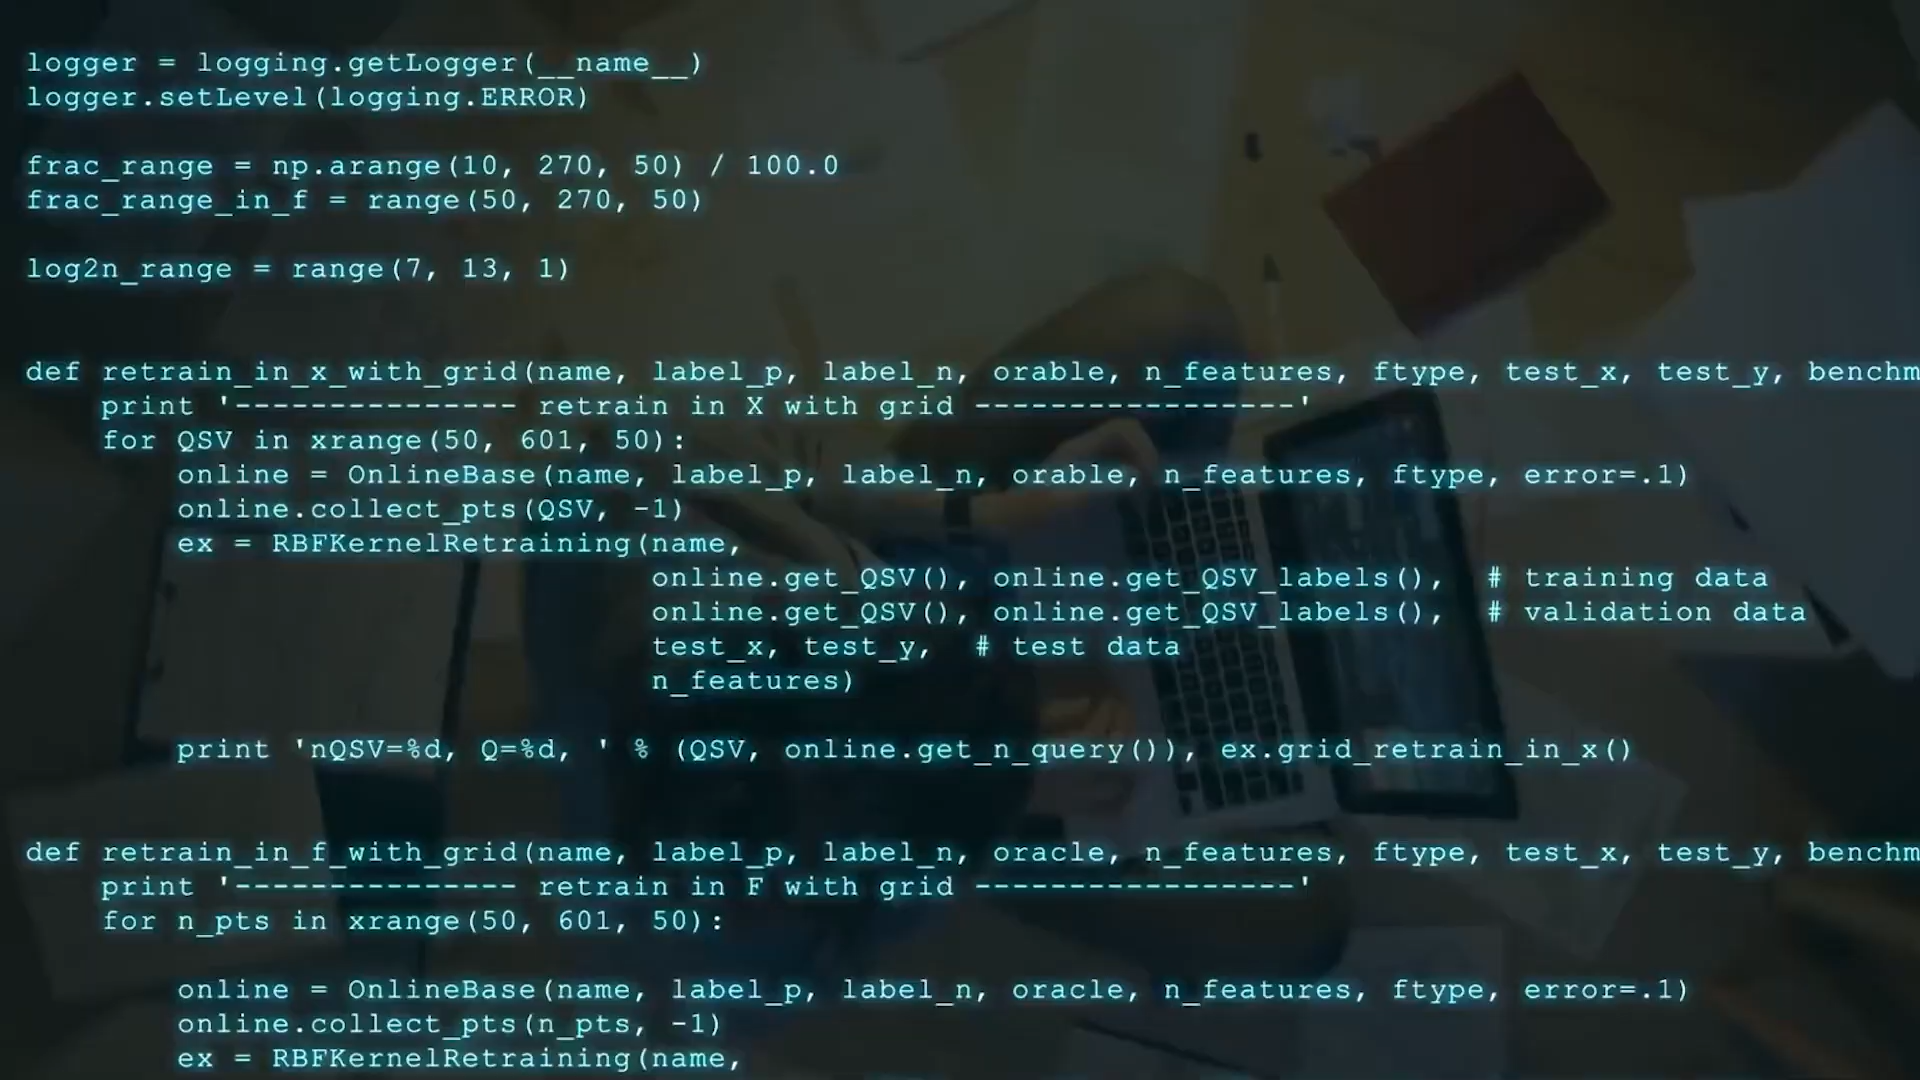 logger = logging.getLogger(__name__)
logger.setLevel(logging.ERROR)
frac_range = np.arange(10, 270, 50) / 100.0
frac_range_in_f = range(50, 270, 50)
log2n_range = range(7, 13, 1)
def retrain_in_x_with_grid(name, label_p, label_n, orable, n_features, ftype, test_x, test_y, benchm
print '--------------- retrain in X with grid -----------------'
for QSV in xrange(50, 601, 50):
online = OnlineBase(name, label_p, label_n, orable, n_features, ftype, error=.1)
online.collect_pts(QSV, -1)
ex = RBFKernelRetraining(name,
online.get_QSV(), online.get_QSV_labels(),  # training data
online.get_QSV(), online.get_QSV_labels(),  # validation data
test_x, test_y,  # test data
n_features)
print 'nQSV=%d, Q=%d, ' % (QSV, online.get_n_query()), ex.grid_retrain_in_x()
def retrain_in_f_with_grid(name, label_p, label_n, oracle, n_features, ftype, test_x, test_y, benchm
print '--------------- retrain in F with grid -----------------'
for n_pts in xrange(50, 601, 50):
online = OnlineBase(name, label_p, label_n, oracle, n_features, ftype, error=.1)
online.collect_pts(n_pts, -1)
ex = RBFKernelRetraining(name,